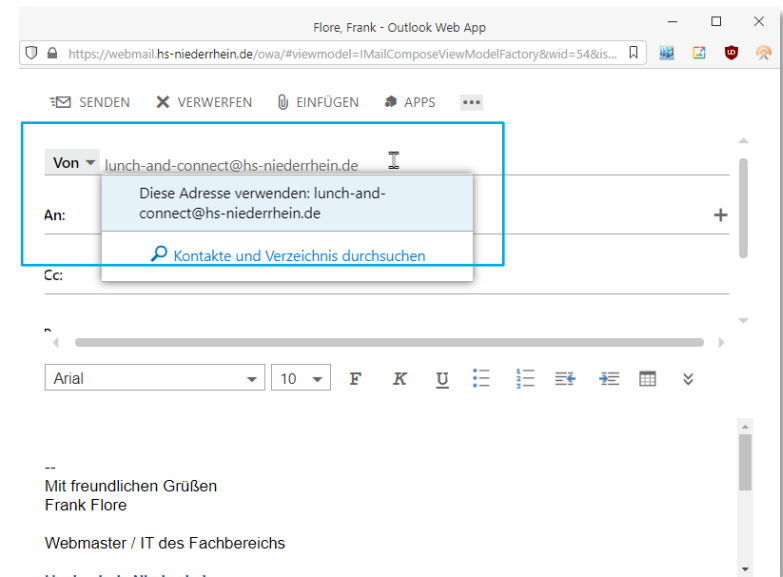 Flore, Frank - Outlook Web App
https://webmail.hs-niederrhein.de/owa/#viewmodel=IMailComposeViewModelFactory&wid=54&is...
SENDEN VERWERFEN EINFÜGEN APPS
Von lunch-and-connect@hs-niederrhein.de
Diese Adresse verwenden: lunch-and-
connect@hs-niederrhein.de
An:
Kontakte und Verzeichnis durchsuchen
Cc:
Arial 10 F K U
--
Mit freundlichen Grüßen
Frank Flore
Webmaster / IT des Fachbereichs